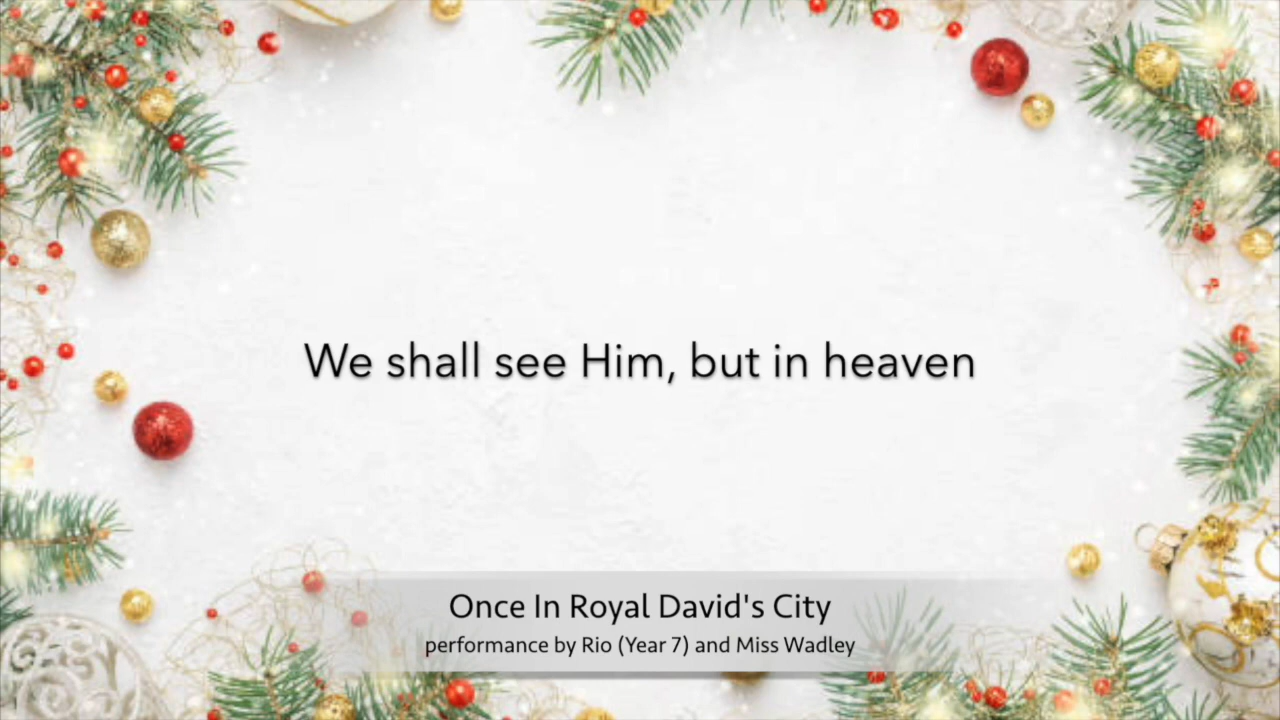 We shall see Him, but in heaven
Once In Royal David's City
performance by Rio (Year 7) and Miss Wadley